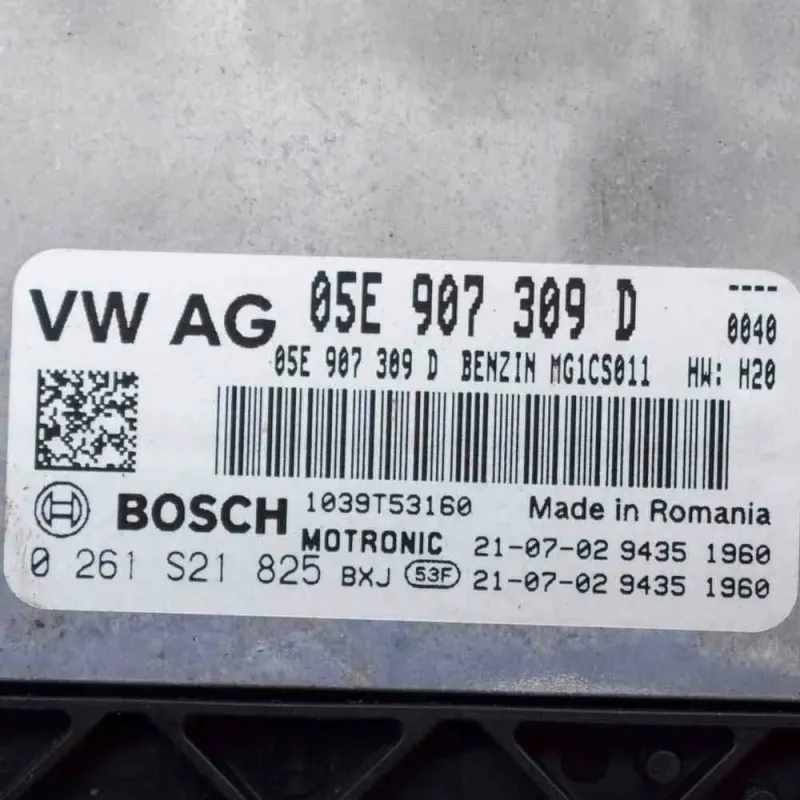 VW AG 05E 907 309 D ----
0040
05E 907 309 D BENZIN MG1CS011 HW: H20
BOSCH 1039T53160 Made in Romania
MOTRONIC 21-07-02 9435 1960
0 261 S21 825 BXJ 53F 21-07-02 9435 1960